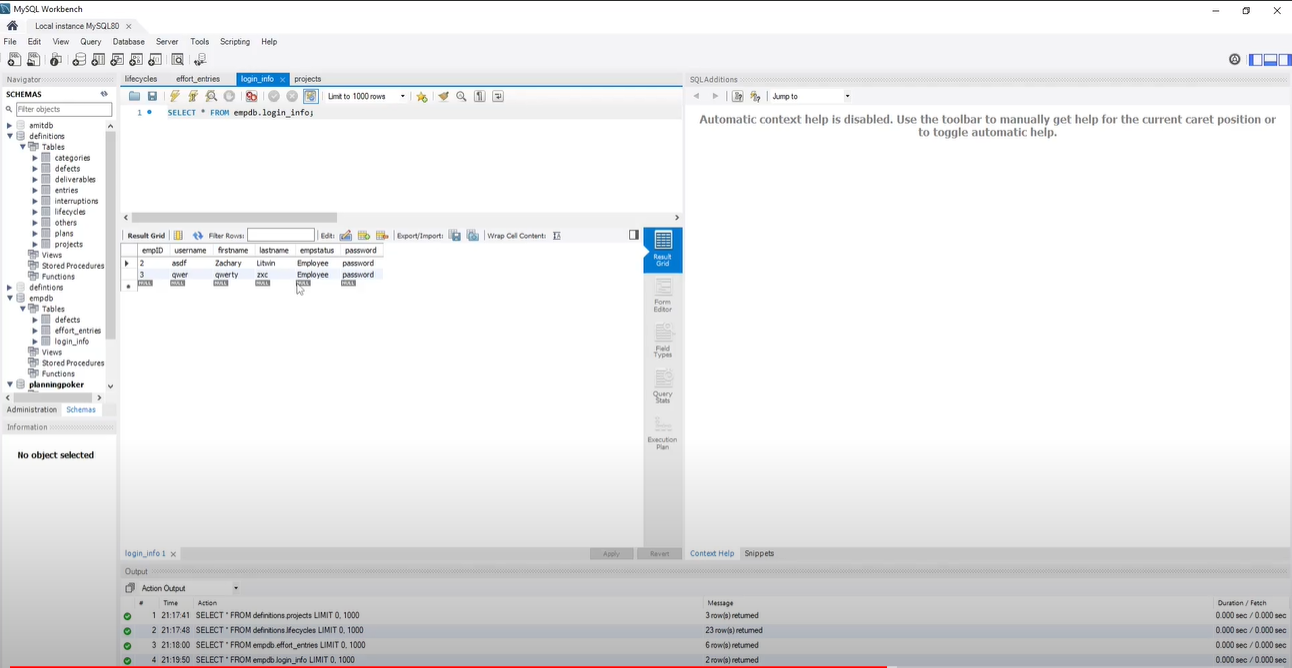 MySQL Workbench
Local instance MySQL80 ×
File Edit View Query Database Server Tools Scripting Help
Navigator
SCHEMAS
Filter objects
amitdb
definitions
Tables
categories
defects
deliverables
entries
interruptions
lifecycles
others
plans
projects
Views
Stored Procedures
Functions
defintions
empdb
Tables
defects
effort_entries
login_info
Views
Stored Procedures
Functions
planningpoker
Administration Schemas
Information
No object selected
lifecycles effort_entries login_info × projects
Limit to 1000 rows
1 SELECT * FROM empdb.login_info;
Result Grid Filter Rows: Edit: Export/Import: Wrap Cell Content:
empID username firstname lastname empstatus password
2 asdf Zachary Litwin Employee password
3 qwer qwerty zxc Employee password
NULL NULL NULL NULL NULL NULL
Result Grid
Form Editor
Field Types
Query Stats
Execution Plan
login_info 1 × Apply Revert
SQLAdditions
Jump to
Automatic context help is disabled. Use the toolbar to manually get help for the current caret position or
to toggle automatic help.
Context Help Snippets
Output
Action Output
# Time Action Message Duration / Fetch
1 21:17:41 SELECT * FROM definitions.projects LIMIT 0, 1000 3 row(s) returned 0.000 sec / 0.000 sec
2 21:17:48 SELECT * FROM definitions.lifecycles LIMIT 0, 1000 23 row(s) returned 0.000 sec / 0.000 sec
3 21:18:00 SELECT * FROM empdb.effort_entries LIMIT 0, 1000 6 row(s) returned 0.000 sec / 0.000 sec
4 21:19:50 SELECT * FROM empdb.login_info LIMIT 0, 1000 2 row(s) returned 0.000 sec / 0.000 sec